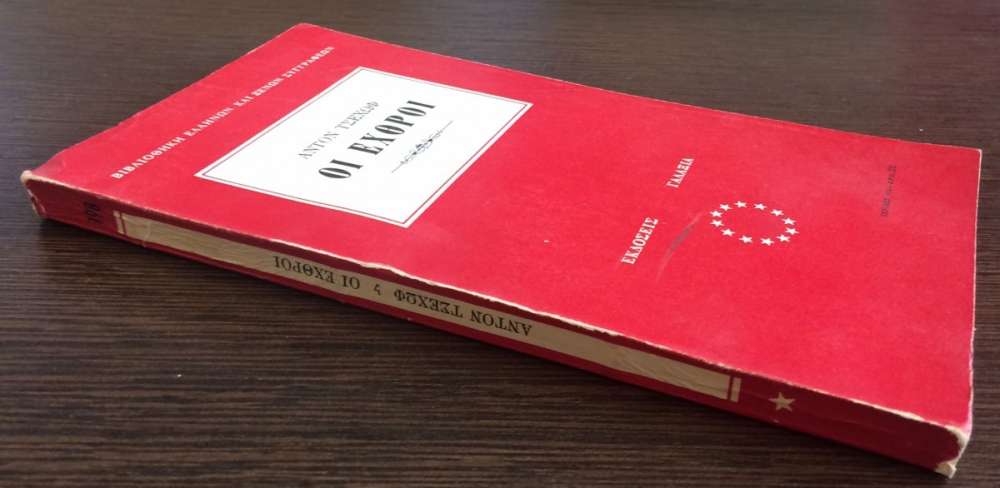 ΒΙΒΛΙΟΘΗΚΗ ΕΛΛΗΝΩΝ ΚΑΙ ΞΕΝΩΝ ΣΥΓΓΡΑΦΕΩΝ
ΑΝΤΟΝ ΤΣΕΧΩΦ
ΟΙ ΕΧΘΡΟΙ
ΕΚΔΟΣΕΙΣ ΓΑΛΑΞΙΑ
ΑΝΤΟΝ ΤΣΕΧΩΦ ΟΙ ΕΧΘΡΟΙ